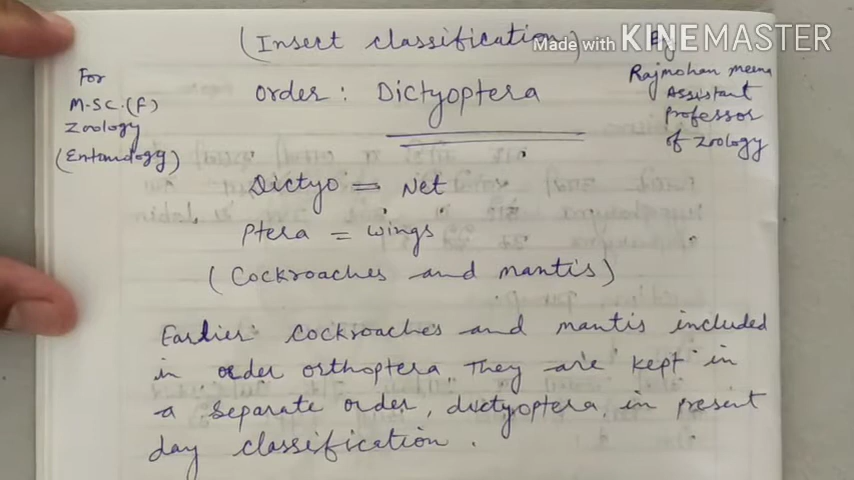 (Insect classification)
Made with KINEMASTER
By
Rajmohan meena
Assistant
professor
of zoology
For
M.SC.(F)
Zoology
(Entomology)
order: Dictyoptera
Dictyo = Net
Ptera = wings
(Cockroaches and mantis)
Earlier cockroaches and mantis included
in order orthoptera. They are kept in
a separate order, dictyoptera, in present
day classification.